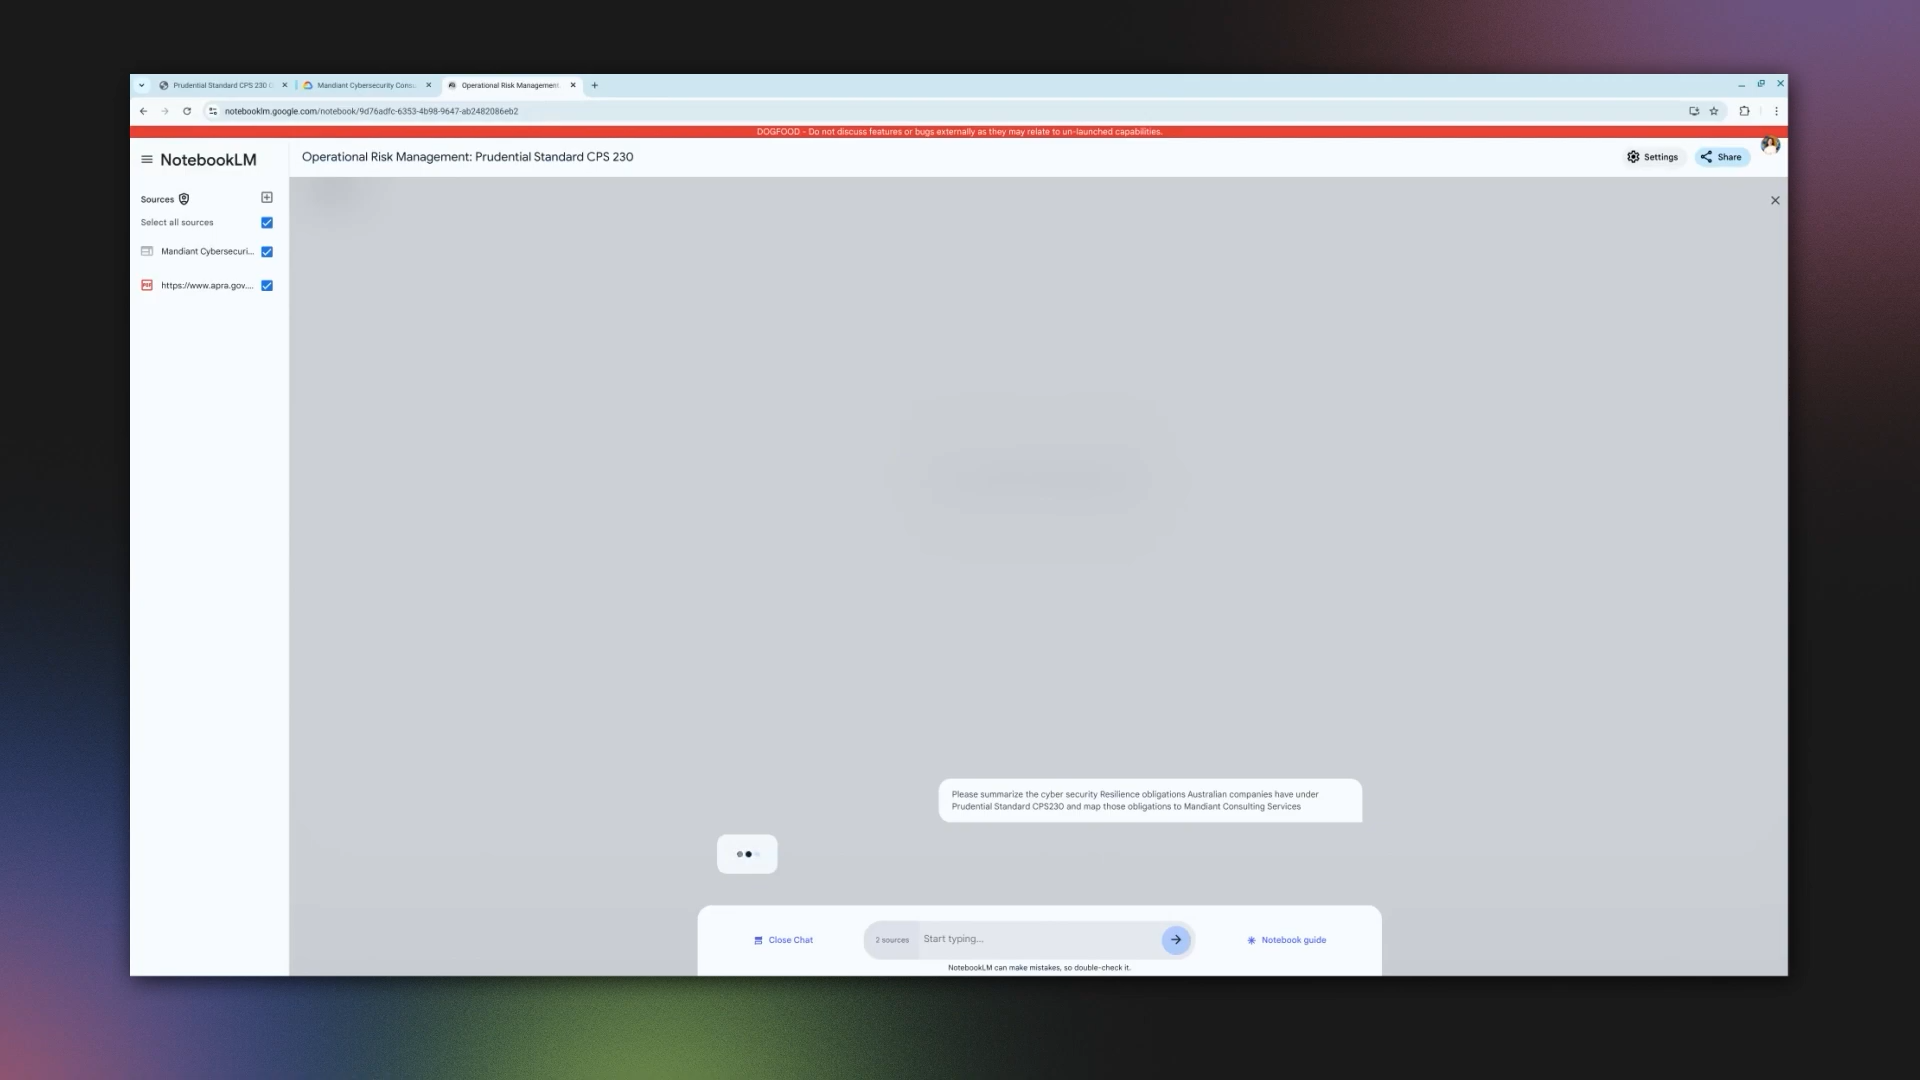 Prudential Standard CPS 230
Mandiant Cybersecurity Consu...
Operational Risk Management
notebooklm.google.com/notebook/9d76adfc-6353-4b98-9647-ab2482086eb2
DOGFOOD - Do not discuss features or bugs externally as they may relate to un-launched capabilities.
NotebookLM
Operational Risk Management: Prudential Standard CPS 230
Settings
Share
Sources
Select all sources
Mandiant Cybersecuri...
PDF
https://www.apra.gov....
Please summarize the cyber security Resilience obligations Australian companies have under
Prudential Standard CPS230 and map those obligations to Mandiant Consulting Services
Close Chat
2 sources
Start typing...
Notebook guide
NotebookLM can make mistakes, so double-check it.